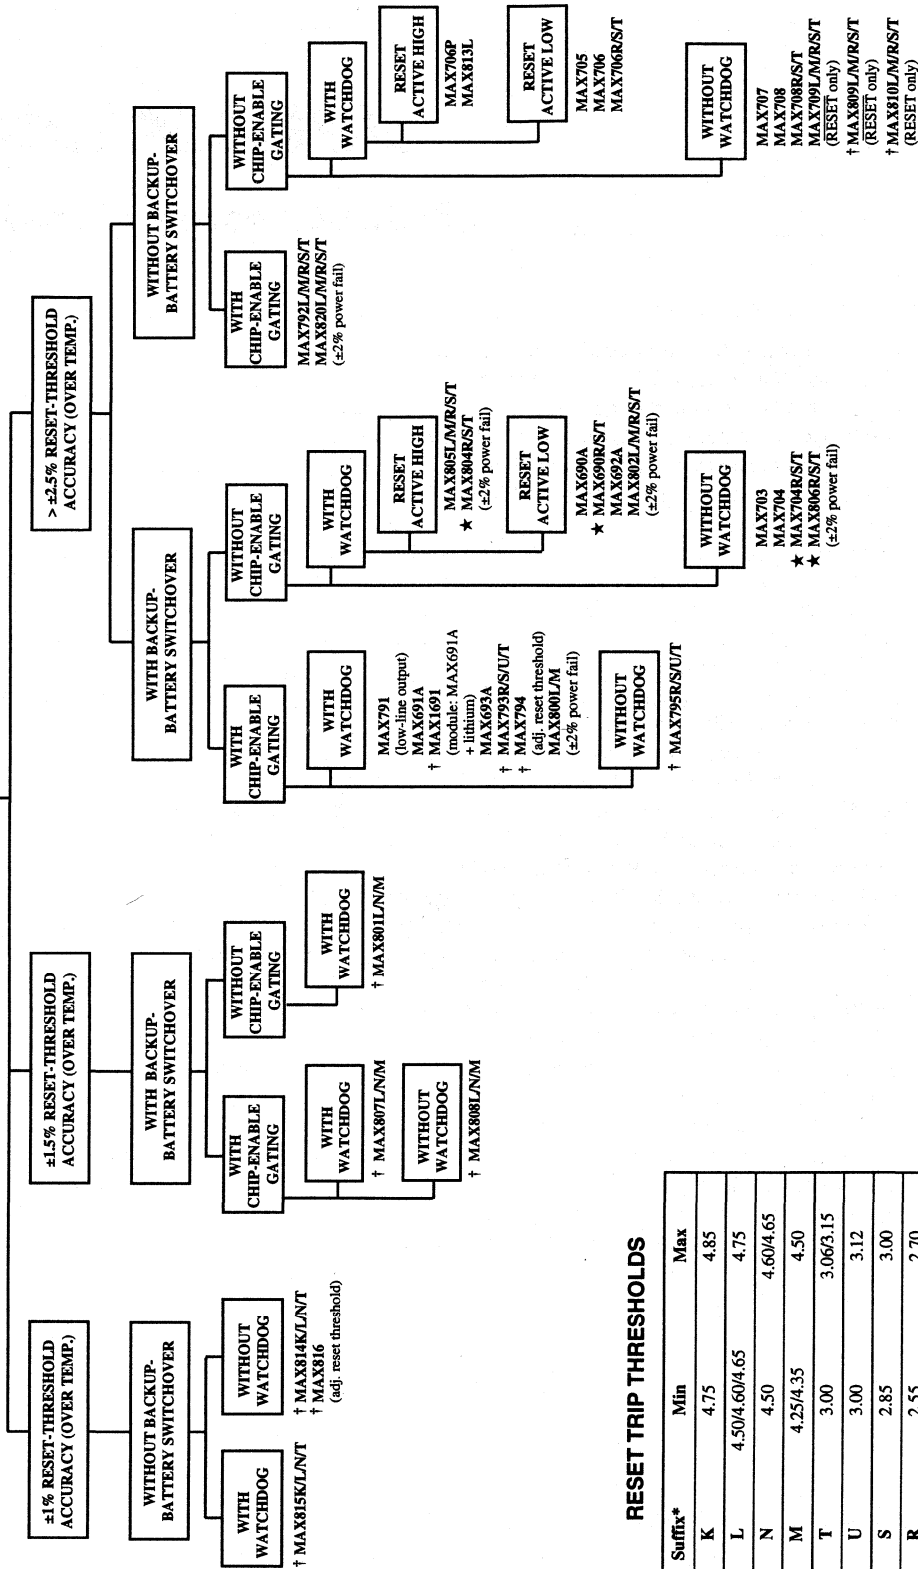 ±1% RESET-THRESHOLD
ACCURACY (OVER TEMP.)
WITHOUT BACKUP-
BATTERY SWITCHOVER
WITH
WATCHDOG
† MAX815K/L/N/T
WITHOUT
WATCHDOG
† MAX814K/L/N/T
† MAX816
(adj. reset threshold)
±1.5% RESET-THRESHOLD
ACCURACY (OVER TEMP.)
WITH BACKUP-
BATTERY SWITCHOVER
WITH
CHIP-ENABLE
GATING
WITH
WATCHDOG
† MAX807L/N/M
WITHOUT
WATCHDOG
† MAX808L/N/M
WITHOUT
CHIP-ENABLE
GATING
WITH
WATCHDOG
† MAX801L/N/M
> ±2.5% RESET-THRESHOLD
ACCURACY (OVER TEMP.)
WITH BACKUP-
BATTERY SWITCHOVER
WITH
CHIP-ENABLE
GATING
WITH
WATCHDOG
MAX791
(low-line output)
MAX691A
† MAX1691
(module: MAX691A
+ lithium)
MAX693A
† MAX793R/S/U/T
† MAX794
(adj. reset threshold)
MAX800L/M
(±2% power fail)
WITHOUT
WATCHDOG
† MAX795R/S/U/T
WITHOUT
CHIP-ENABLE
GATING
WITH
WATCHDOG
RESET
ACTIVE HIGH
MAX805L/M/R/S/T
★ MAX804R/S/T
(±2% power fail)
RESET
ACTIVE LOW
MAX690A
★ MAX690R/S/T
MAX692A
MAX802L/M/R/S/T
(±2% power fail)
WITHOUT
WATCHDOG
MAX703
MAX704
★ MAX704R/S/T
★ MAX806R/S/T
(±2% power fail)
WITHOUT BACKUP-
BATTERY SWITCHOVER
WITH
CHIP-ENABLE
GATING
MAX792L/M/R/S/T
MAX820L/M/R/S/T
(±2% power fail)
WITHOUT
CHIP-ENABLE
GATING
WITH
WATCHDOG
RESET
ACTIVE HIGH
MAX706P
MAX813L
RESET
ACTIVE LOW
MAX705
MAX706
MAX706R/S/T
WITHOUT
WATCHDOG
MAX707
MAX708
MAX708R/S/T
MAX709L/M/R/S/T
(RESET only)
† MAX809L/M/R/S/T
(RESET only)
† MAX810L/M/R/S/T
(RESET only)
RESET TRIP THRESHOLDS
Suffix* Min Max
K 4.75 4.85
L 4.50/4.60/4.65 4.75
N 4.50 4.60/4.65
M 4.25/4.35 4.50
T 3.00 3.06/3.15
U 3.00 3.12
S 2.85 3.00
R 2.55 2.70